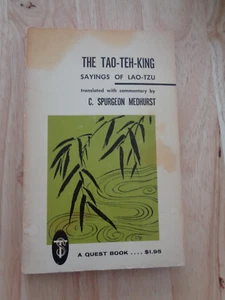 THE TAO-TEH-KING
SAYINGS OF LAO-TZU
translated with commentary by
C. SPURGEON MEDHURST
A QUEST BOOK .... $1.95